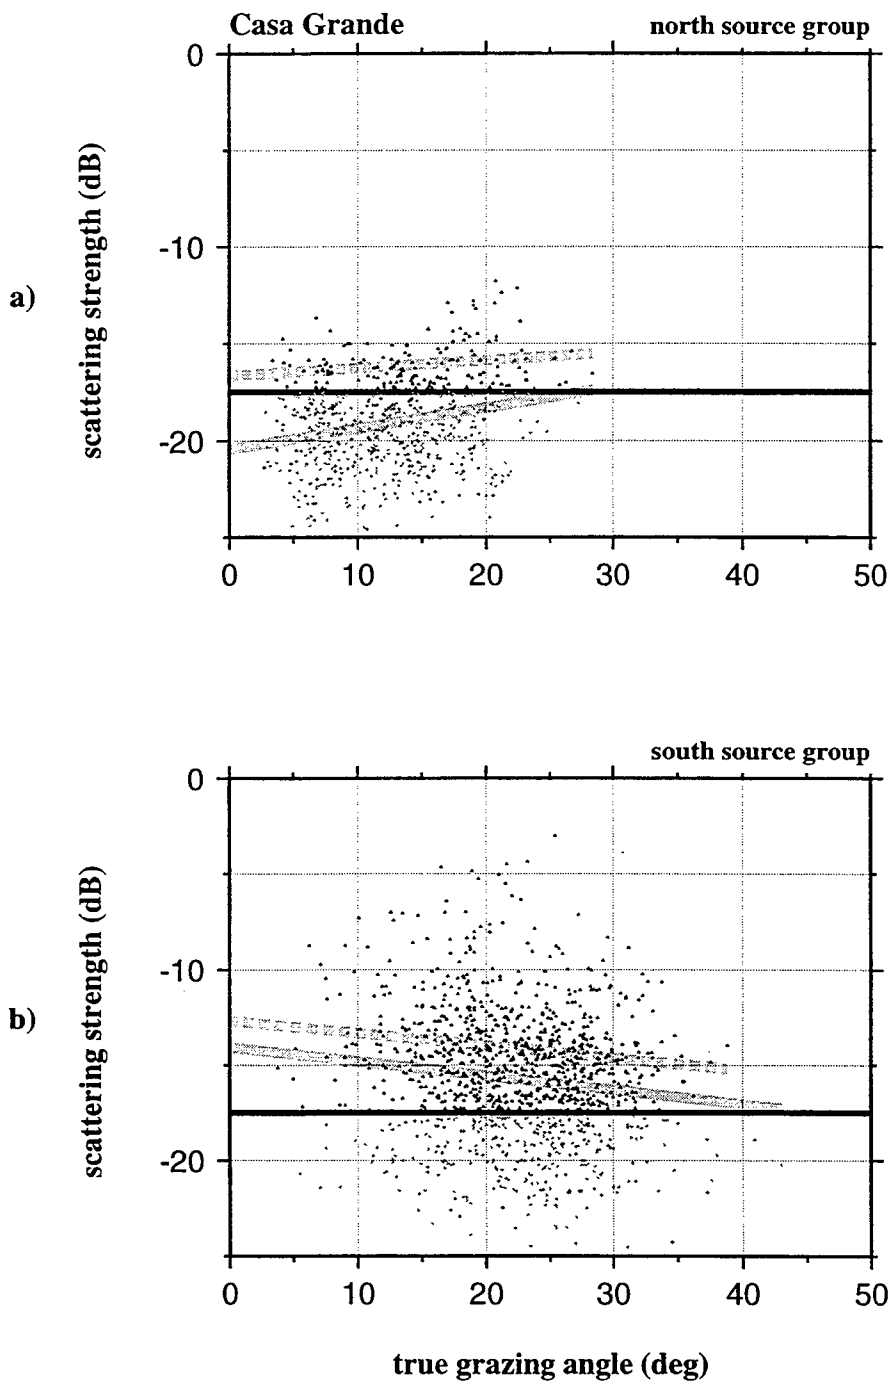 Casa Grande north source group
0
-10
-20
scattering strength (dB)
a)
0 10 20 30 40 50
south source group
0
-10
-20
scattering strength (dB)
b)
0 10 20 30 40 50
true grazing angle (deg)